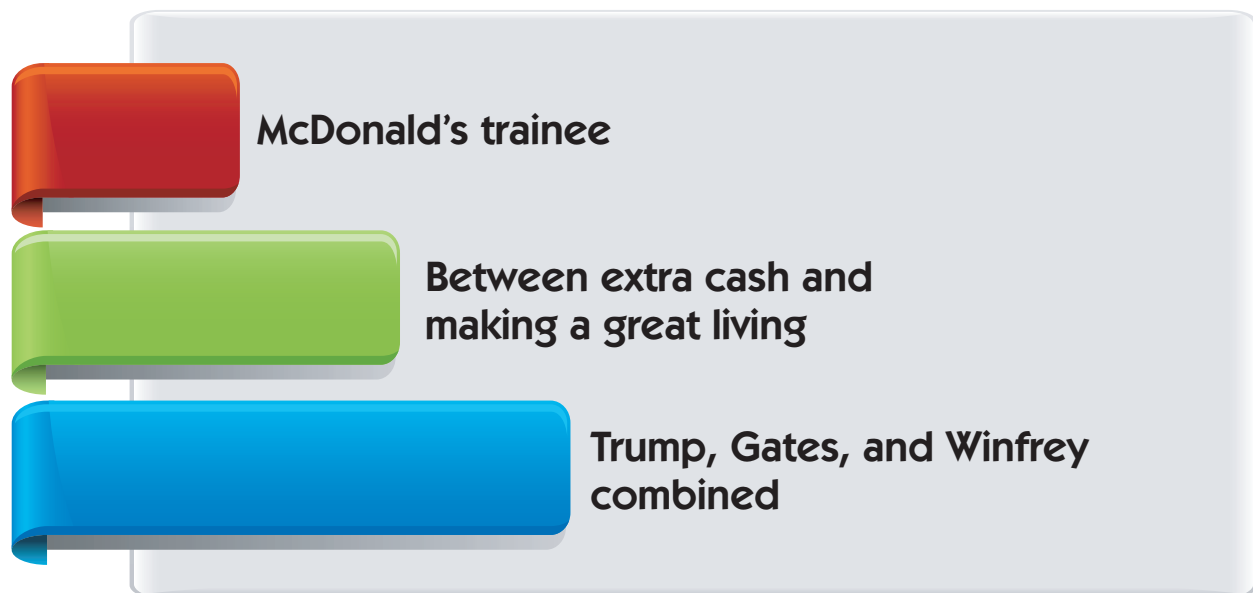 McDonald's trainee
Between extra cash and
making a great living
Trump, Gates, and Winfrey
combined